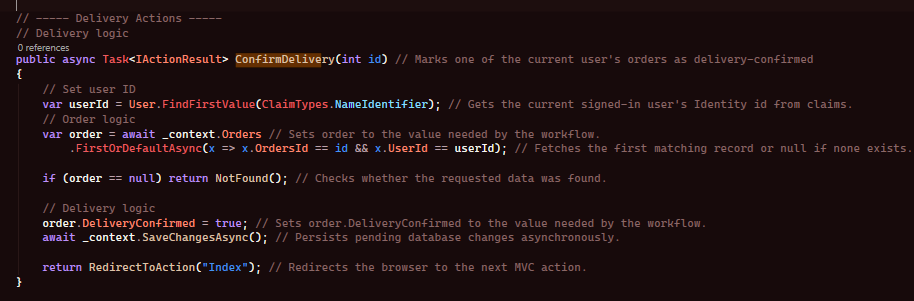 // ----- Delivery Actions -----
// Delivery logic
0 references
public async Task<IActionResult> ConfirmDelivery(int id) // Marks one of the current user's orders as delivery-confirmed
{
// Set user ID
var userId = User.FindFirstValue(ClaimTypes.NameIdentifier); // Gets the current signed-in user's Identity id from claims.
// Order logic
var order = await _context.Orders // Sets order to the value needed by the workflow.
.FirstOrDefaultAsync(x => x.OrdersId == id && x.UserId == userId); // Fetches the first matching record or null if none exists.
if (order == null) return NotFound(); // Checks whether the requested data was found.
// Delivery logic
order.DeliveryConfirmed = true; // Sets order.DeliveryConfirmed to the value needed by the workflow.
await _context.SaveChangesAsync(); // Persists pending database changes asynchronously.
return RedirectToAction("Index"); // Redirects the browser to the next MVC action.
}